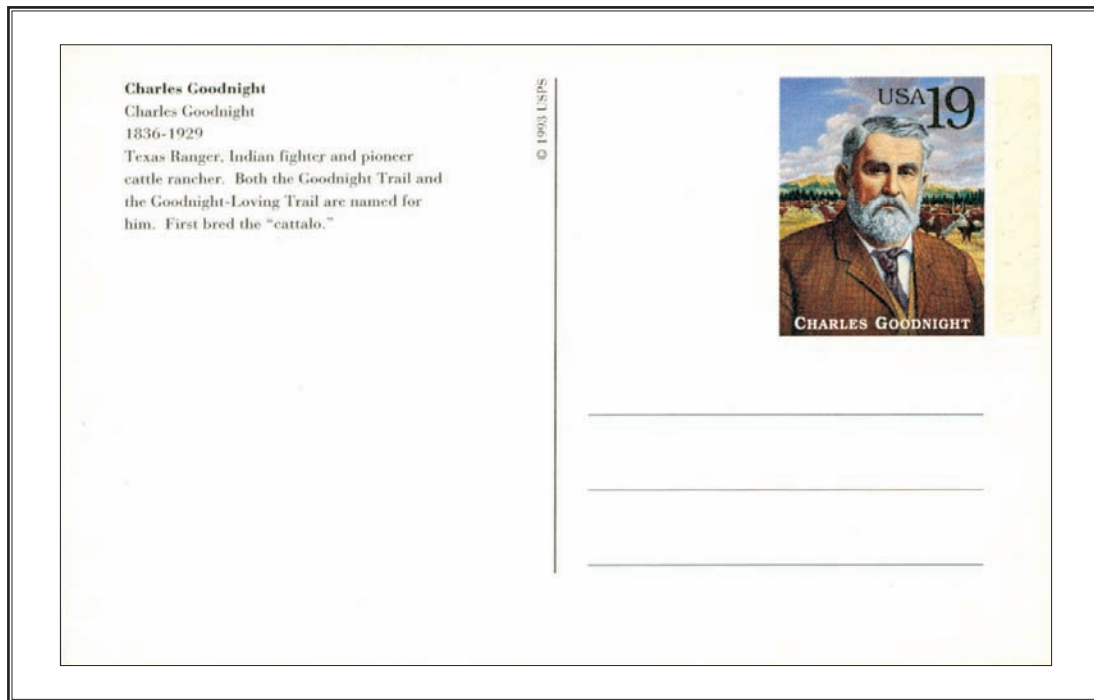 Charles Goodnight
Charles Goodnight
1836-1929
Texas Ranger, Indian fighter and pioneer
cattle rancher.  Both the Goodnight Trail and
the Goodnight-Loving Trail are named for
him.  First bred the “cattalo.”
© 1993 USPS
USA19
CHARLES GOODNIGHT